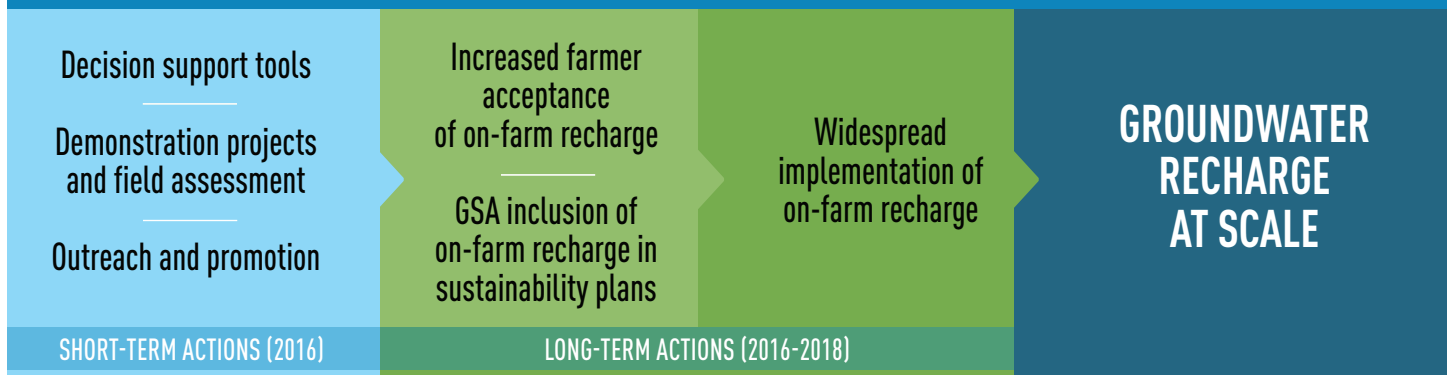 Decision support tools
Demonstration projects
and field assessment
Outreach and promotion
SHORT-TERM ACTIONS (2016)
Increased farmer
acceptance
of on-farm recharge
GSA inclusion of
on-farm recharge in
sustainability plans
Widespread
implementation of
on-farm recharge
LONG-TERM ACTIONS (2016-2018)
GROUNDWATER
RECHARGE
AT SCALE